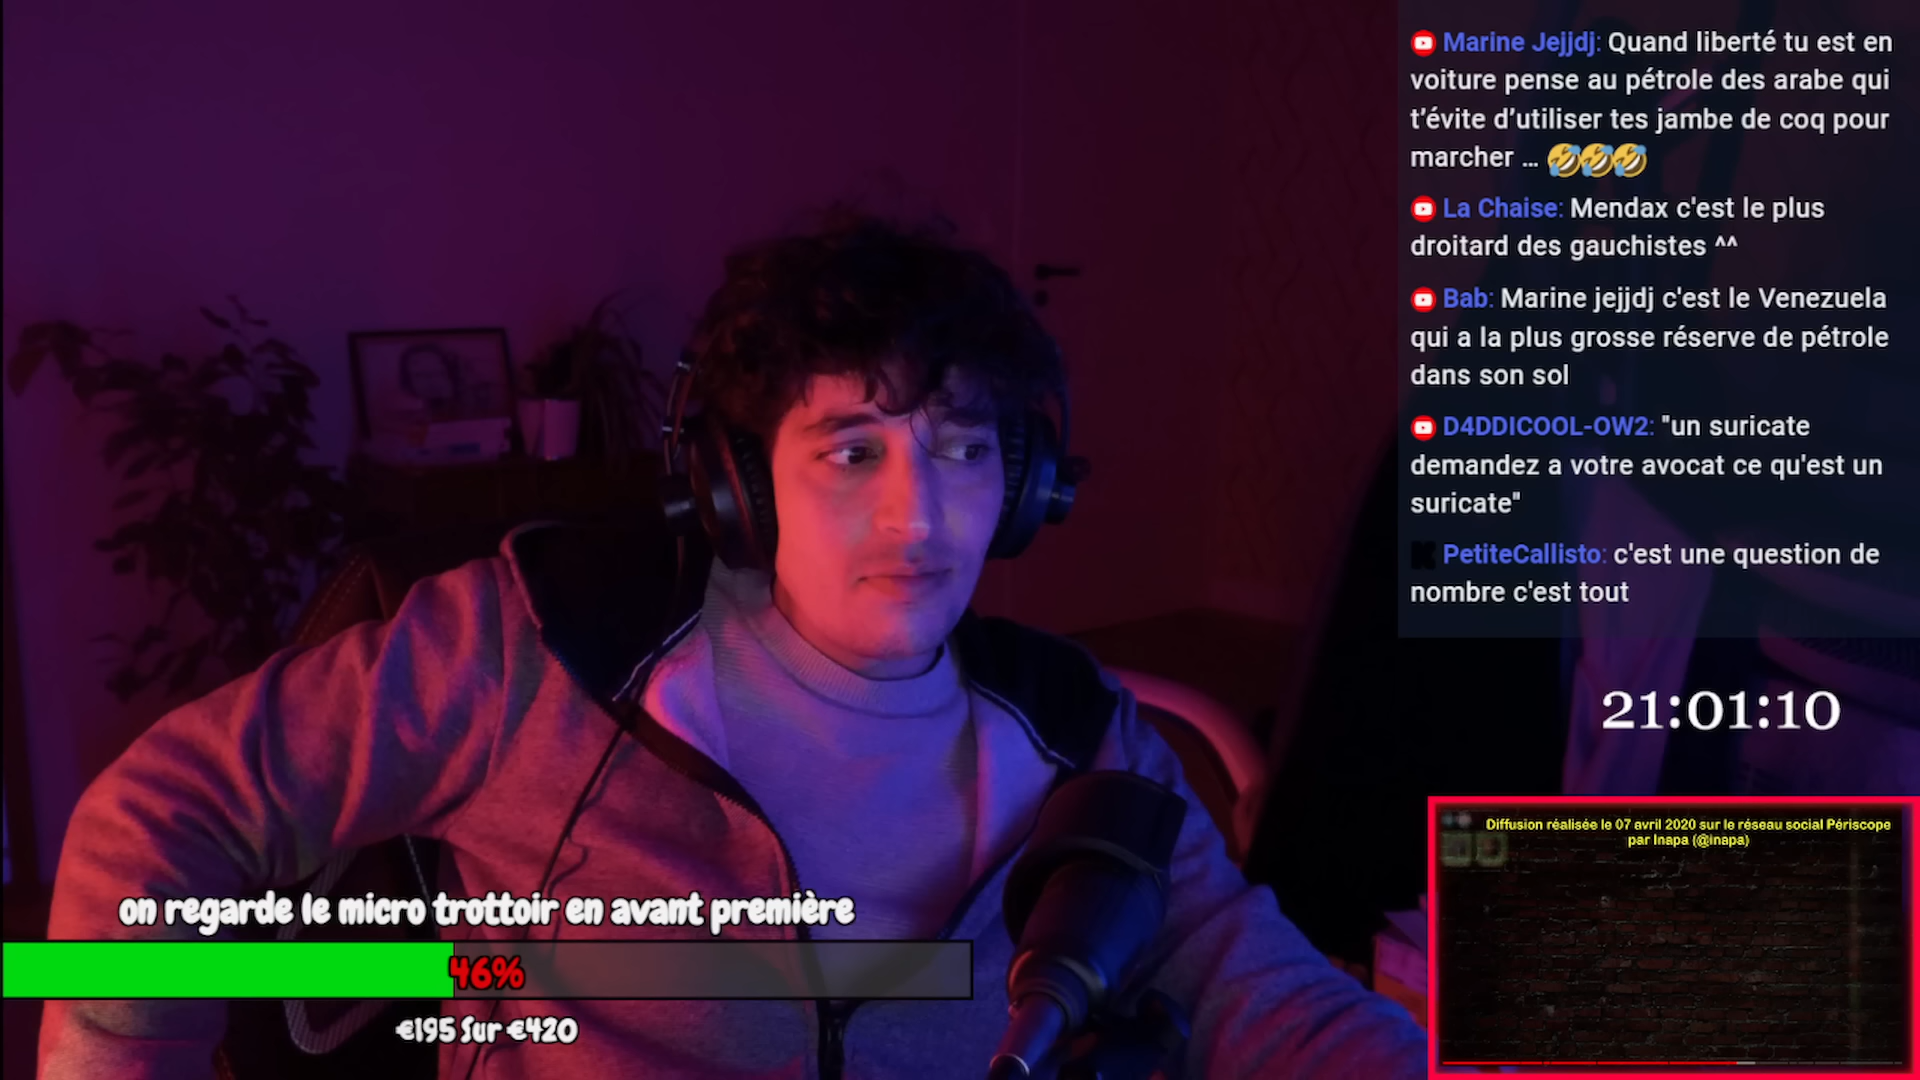 Marine Jejjdj: Quand liberté tu est en
voiture pense au pétrole des arabe qui
t'évite d'utiliser tes jambe de coq pour
marcher ... 🤣🤣🤣
La Chaise: Mendax c'est le plus
droitard des gauchistes ^^
Bab: Marine jejjdj c'est le Venezuela
qui a la plus grosse réserve de pétrole
dans son sol
D4DDICOOL-OW2: "un suricate
demandez a votre avocat ce qu'est un
suricate"
PetiteCallisto: c'est une question de
nombre c'est tout
21:01:10
Diffusion réalisée le 07 avril 2020 sur le réseau social Périscope
par Inapa (@inapa)
on regarde le micro trottoir en avant première
46%
€195 Sur €420